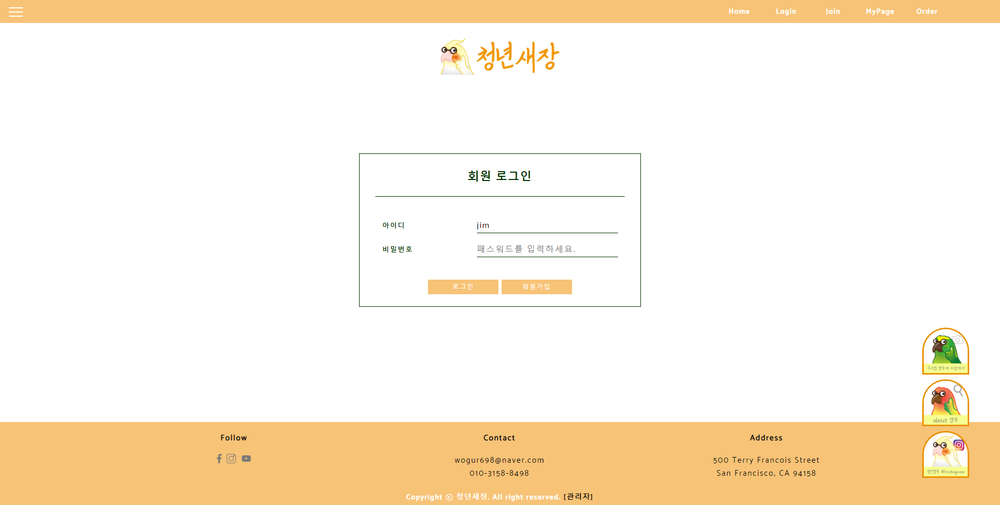 Home Login Join MyPage Order
청년새장
회원 로그인
아이디 jim
비밀번호 패스워드를 입력하세요.
로그인 회원가입
우리집 앵무새 자랑하기
about 앵무
Follow Contact Address
청년앵무 @instagram
wogur698@naver.com 500 Terry Francois Street
010-3158-8498 San Francisco, CA 94158
Copyright ⓒ 청년새장. All right reserved. [관리자]